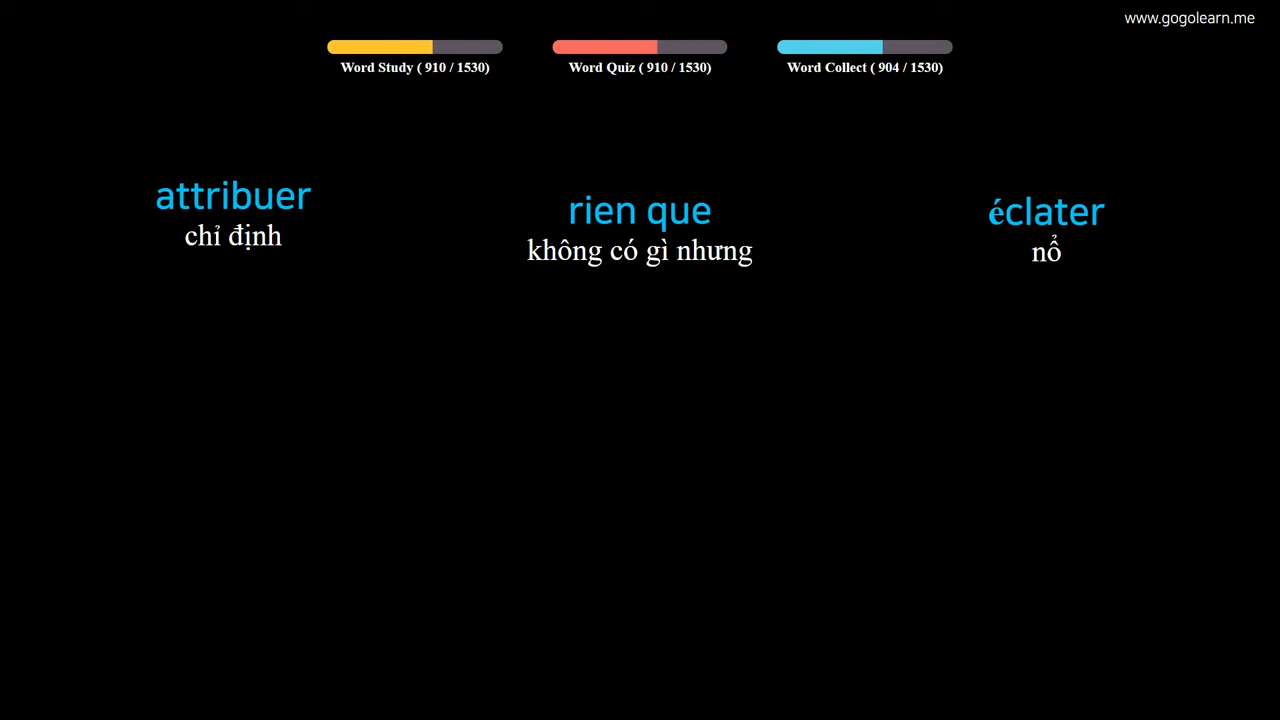 www.gogolearn.me
Word Study ( 910 / 1530)
Word Quiz ( 910 / 1530)
Word Collect ( 904 / 1530)
attribuer
chỉ định
rien que
không có gì nhưng
éclater
nổ